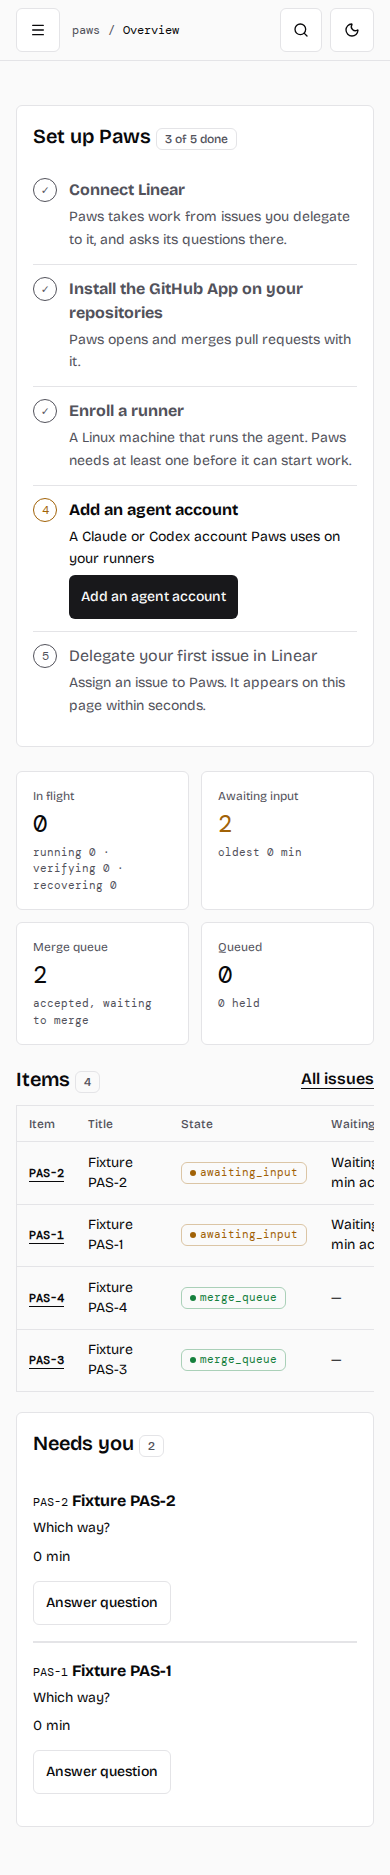 paws / Overview
Set up Paws 3 of 5 done
✓ Connect Linear
Paws takes work from issues you delegate
to it, and asks its questions there.
✓ Install the GitHub App on your
repositories
Paws opens and merges pull requests with
it.
✓ Enroll a runner
A Linux machine that runs the agent. Paws
needs at least one before it can start work.
4 Add an agent account
A Claude or Codex account Paws uses on
your runners
Add an agent account
5 Delegate your first issue in Linear
Assign an issue to Paws. It appears on this
page within seconds.
In flight
0
running 0 ·
verifying 0 ·
recovering 0
Awaiting input
2
oldest 0 min
Merge queue
2
accepted, waiting
to merge
Queued
0
0 held
Items 4 All issues
Item Title State Waiting
PAS-2 Fixture PAS-2 awaiting_input Waiting min ac
PAS-1 Fixture PAS-1 awaiting_input Waiting min ac
PAS-4 Fixture PAS-4 merge_queue —
PAS-3 Fixture PAS-3 merge_queue —
Needs you 2
PAS-2 Fixture PAS-2
Which way?
0 min
Answer question
PAS-1 Fixture PAS-1
Which way?
0 min
Answer question